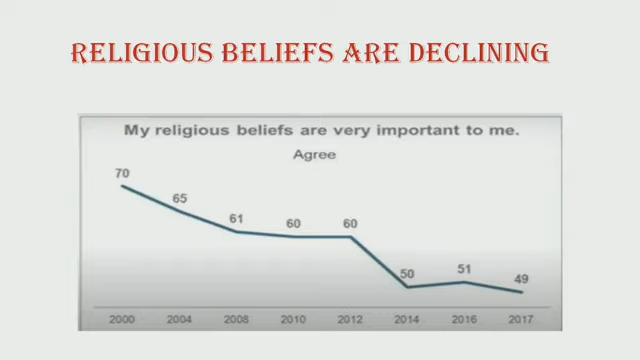 RELIGIOUS BELIEFS ARE DECLINING
My religious beliefs are very important to me.
Agree
70
65
61
60
60
50
51
49
2000 2004 2008 2010 2012 2014 2016 2017